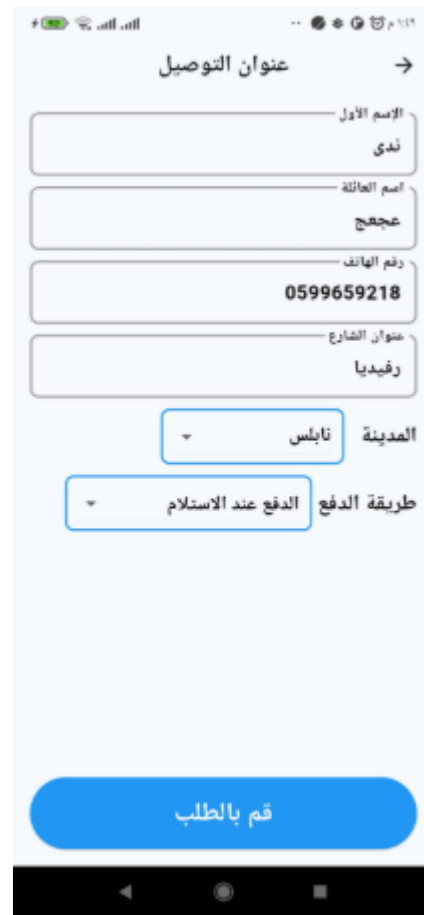 عنوان التوصيل
الإسم الأول
ندى
اسم العائلة
عجعج
رقم الهاتف
0599659218
عنوان الشارع
رفيديا
المدينة نابلس
طريقة الدفع الدفع عند الاستلام
قم بالطلب